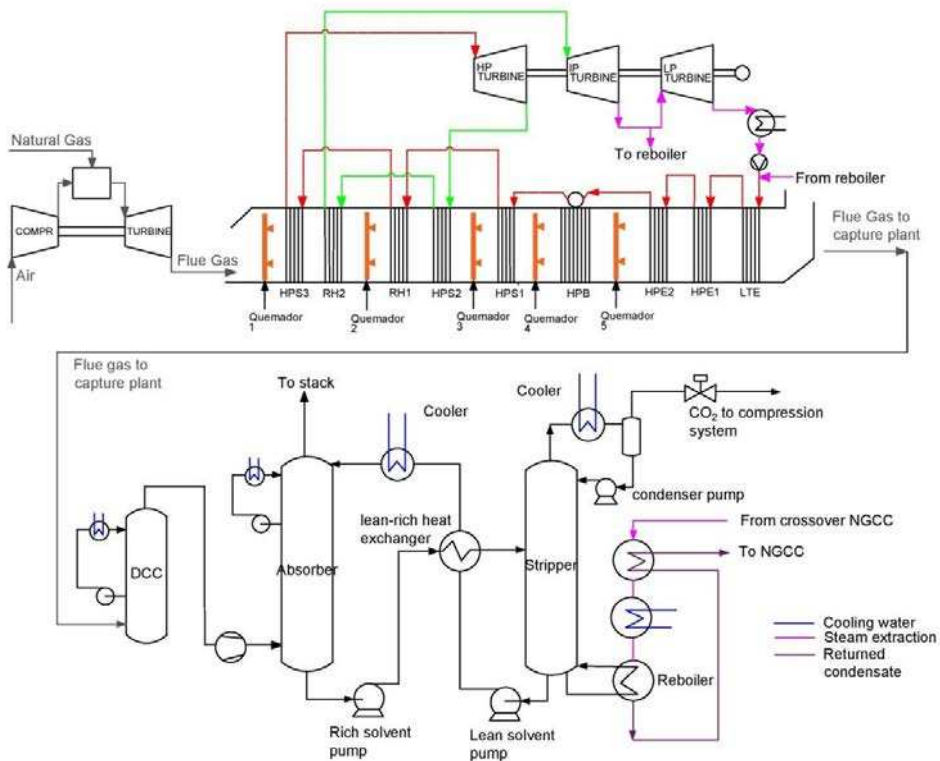 HP
TURBINE
IP
TURBINE
LP
TURBINE
Natural Gas
To reboiler
From reboiler
COMPR
TURBINE
Flue Gas
Air
Flue Gas to
capture plant
HPS3
RH2
RH1
HPS2
HPS1
HPB
HPE2
HPE1
LTE
Quemador
1
Quemador
2
Quemador
3
Quemador
4
Quemador
5
Flue gas to
capture plant
To stack
Cooler
Cooler
CO₂ to compression
system
condenser pump
lean-rich heat
exchanger
From crossover NGCC
To NGCC
DCC
Absorber
Stripper
Reboiler
Cooling water
Steam extraction
Returned
condensate
Rich solvent
pump
Lean solvent
pump